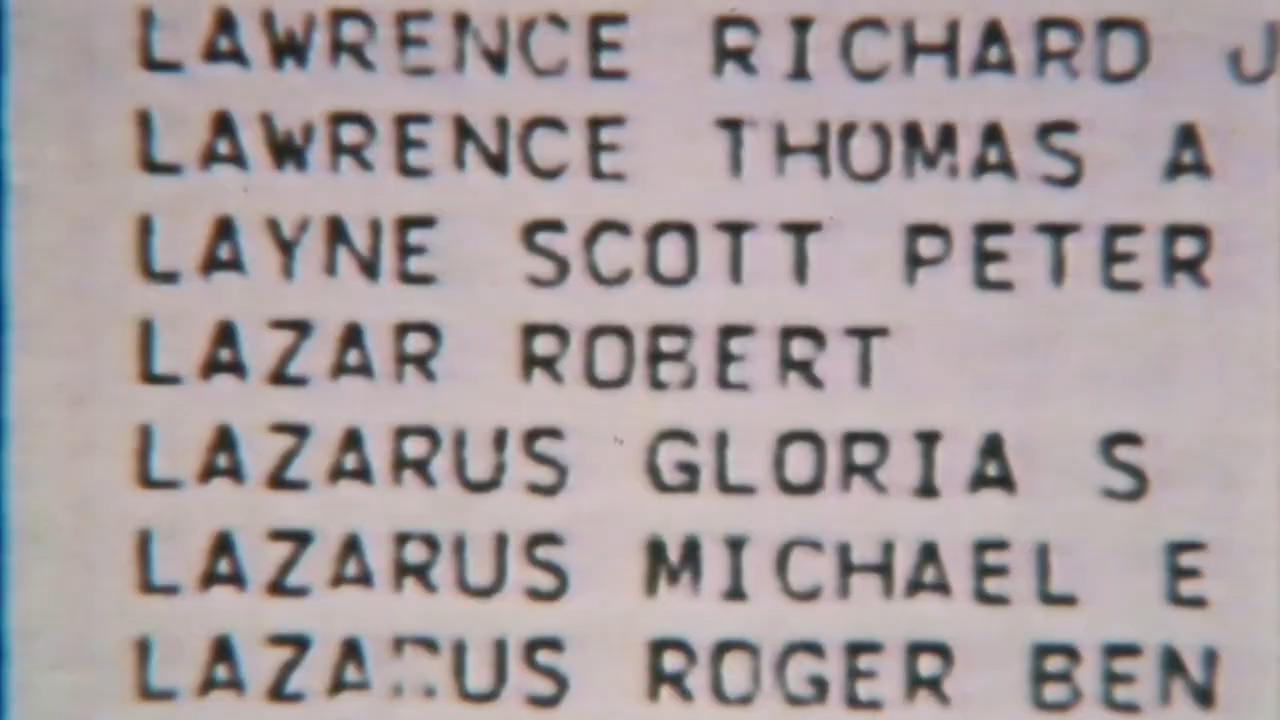 LAWRENCE RICHARD J
LAWRENCE THOMAS A
LAYNE SCOTT PETER
LAZAR ROBERT
LAZARUS GLORIA S
LAZARUS MICHAEL E
LAZARUS ROGER BEN